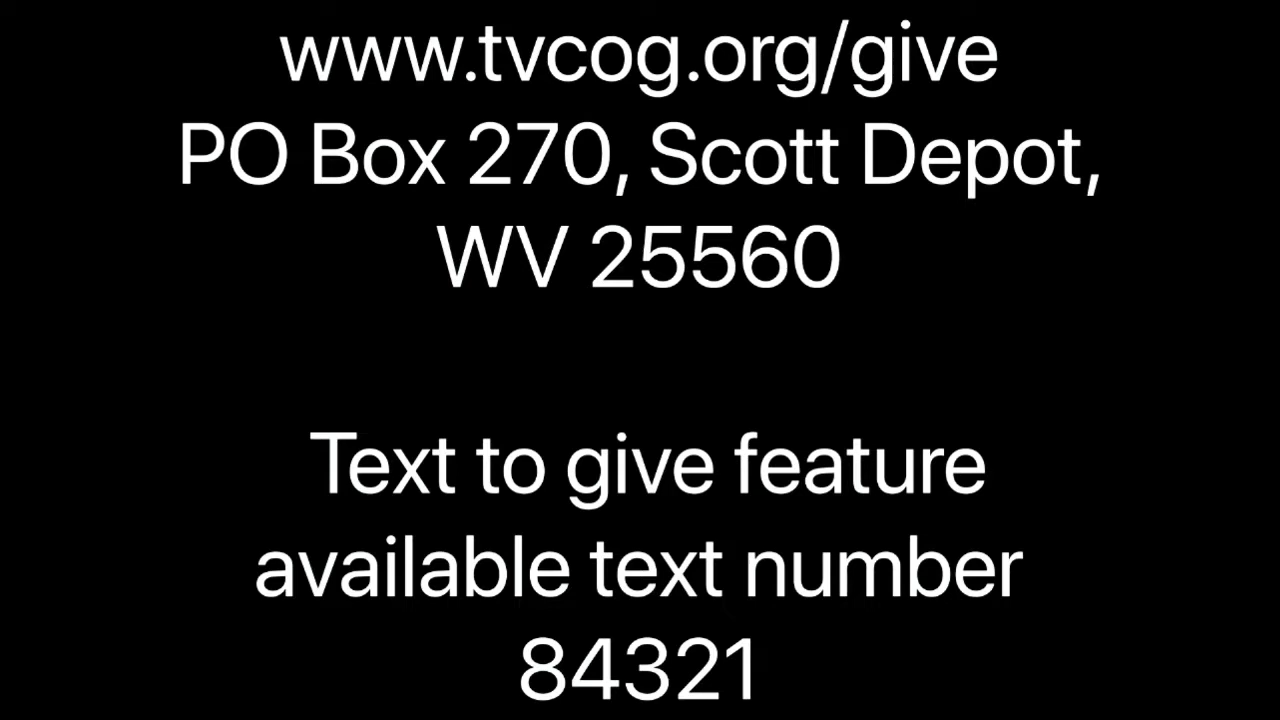 www.tvcog.org/give
PO Box 270, Scott Depot,
WV 25560
Text to give feature
available text number
84321